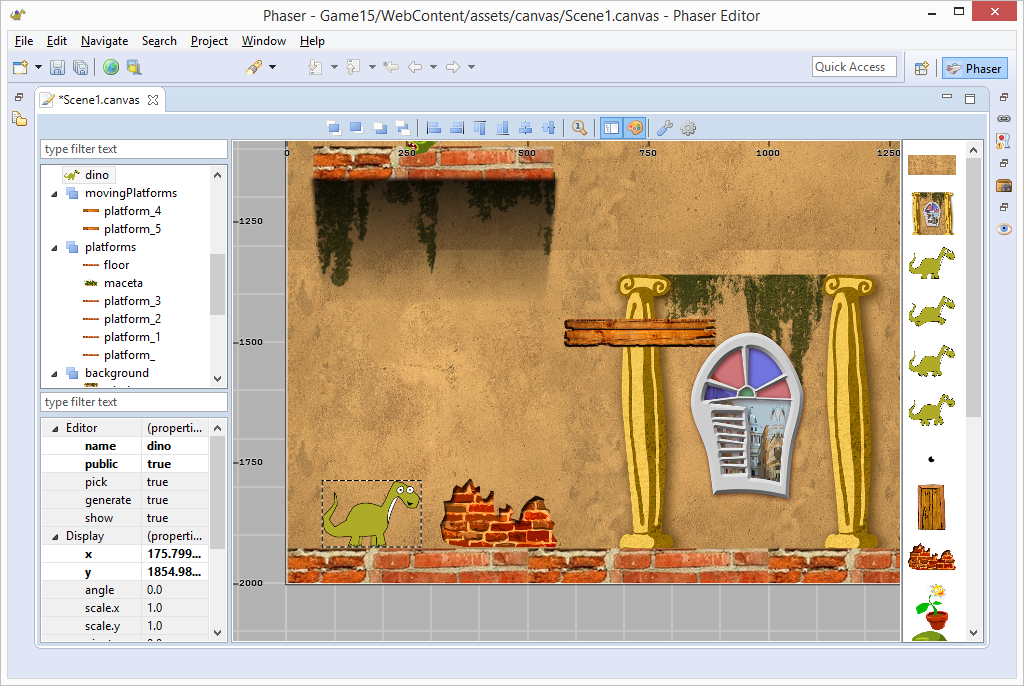 Phaser - Game15/WebContent/assets/canvas/Scene1.canvas - Phaser Editor
File Edit Navigate Search Project Window Help
Quick Access
Phaser
*Scene1.canvas
type filter text
dino
movingPlatforms
platform_4
platform_5
platforms
floor
maceta
platform_3
platform_2
platform_1
platform_
background
type filter text
Editor (properti...
name dino
public true
pick true
generate true
show true
Display (properti...
x 175.799...
y 1854.98...
angle 0.0
scale.x 1.0
scale.y 1.0
0 250 500 750 1000 1250
1250
1500
1750
2000